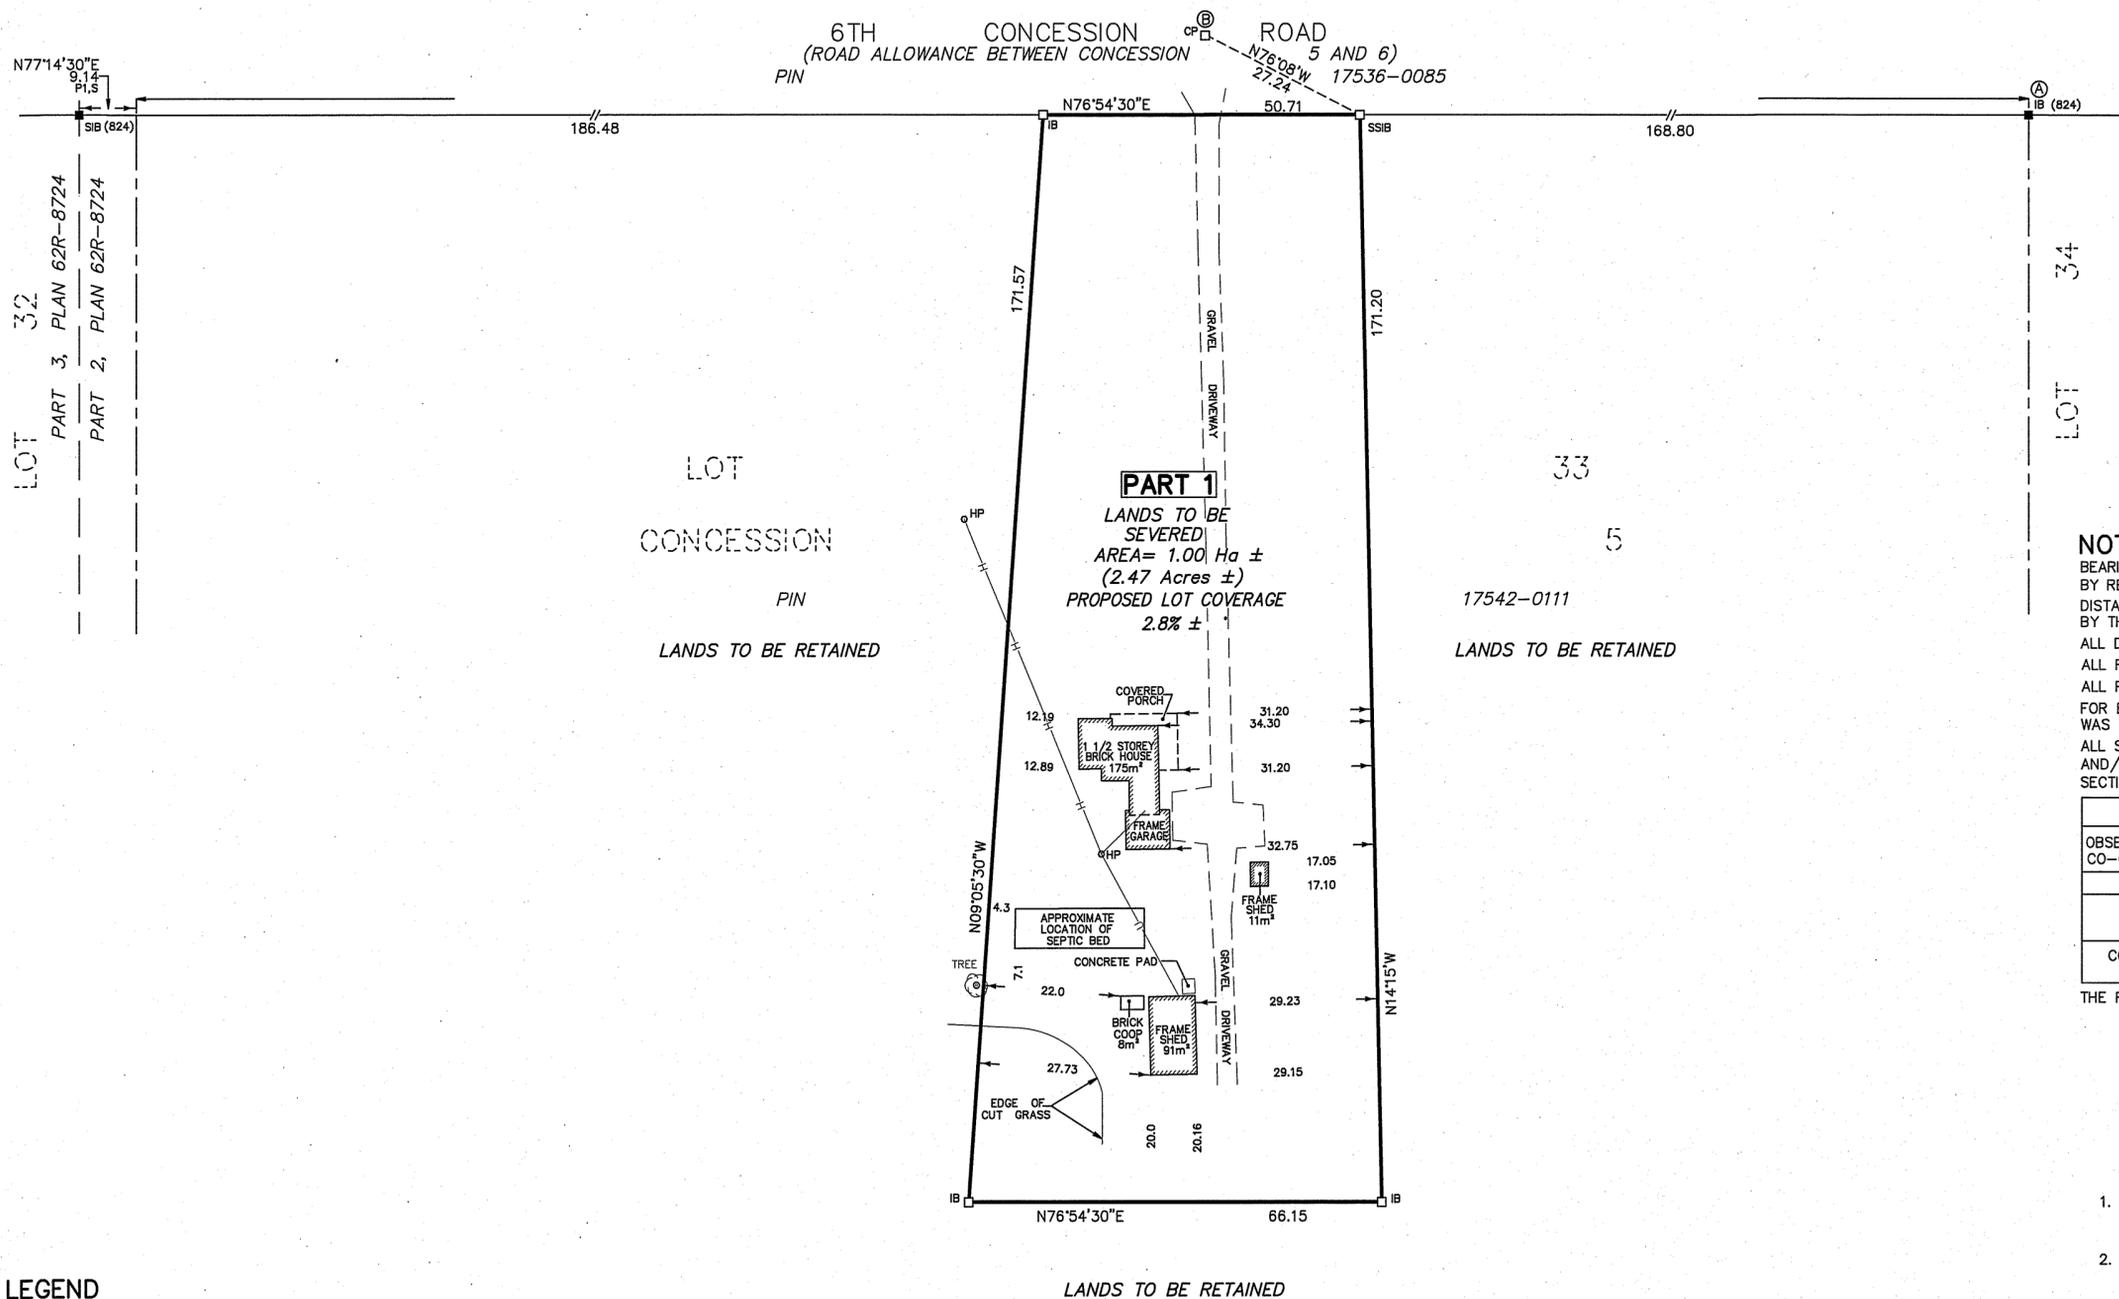 6TH CONCESSION ROAD
(ROAD ALLOWANCE BETWEEN CONCESSION 5 AND 6)
PIN 17536-0085
B
CP
N76°08'W
27.24
N77°14'30"E
9.14
P1,S
SIB (824)
186.48
IB
N76°54'30"E 50.71
SSIB
168.80
A
IB (824)
LOT 32
PART 3, PLAN 62R-8724
PART 2, PLAN 62R-8724
171.57
171.20
LOT 34
GRAVEL DRIVEWAY
LOT 33
CONCESSION 5
PIN 17542-0111
LANDS TO BE RETAINED
LANDS TO BE RETAINED
PART 1
LANDS TO BE
SEVERED
AREA= 1.00 Ha ±
(2.47 Acres ±)
PROPOSED LOT COVERAGE
2.8% ±
HP
COVERED
PORCH
12.19
31.20
34.30
1 1/2 STOREY
BRICK HOUSE
175m²
12.89
31.20
FRAME
GARAGE
HP
32.75
17.05
17.10
FRAME
SHED
11m²
N09°05'30"W
4.3
APPROXIMATE
LOCATION OF
SEPTIC BED
TREE
7.1
CONCRETE PAD
GRAVEL DRIVEWAY
N14°15'W
22.0
29.23
BRICK
COOP
8m²
FRAME
SHED
91m²
27.73
29.15
EDGE OF
CUT GRASS
20.0
20.16
IB
IB
N76°54'30"E 66.15
LANDS TO BE RETAINED
LEGEND
NOT
BEARI
BY RE
DISTA
BY TH
ALL D
ALL F
ALL F
FOR B
WAS
ALL S
AND/
SECTI
OBSE
CO-
CO
THE F
1.
2.